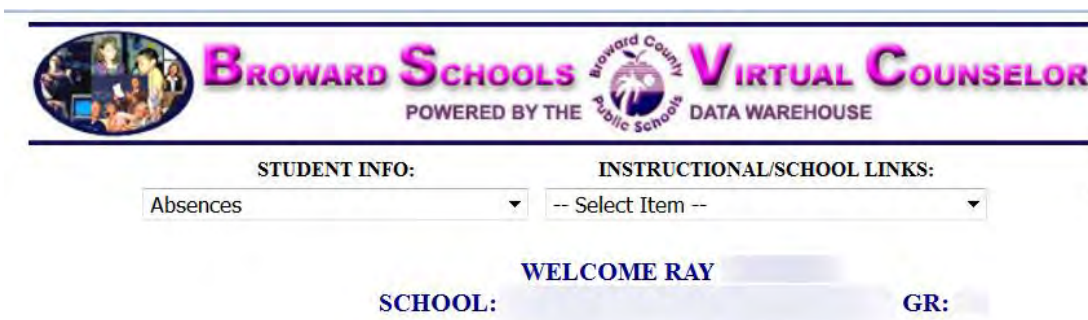 BROWARD SCHOOLS Broward County Public Schools VIRTUAL COUNSELOR
POWERED BY THE DATA WAREHOUSE
STUDENT INFO: INSTRUCTIONAL/SCHOOL LINKS:
Absences -- Select Item --
WELCOME RAY
SCHOOL: GR: